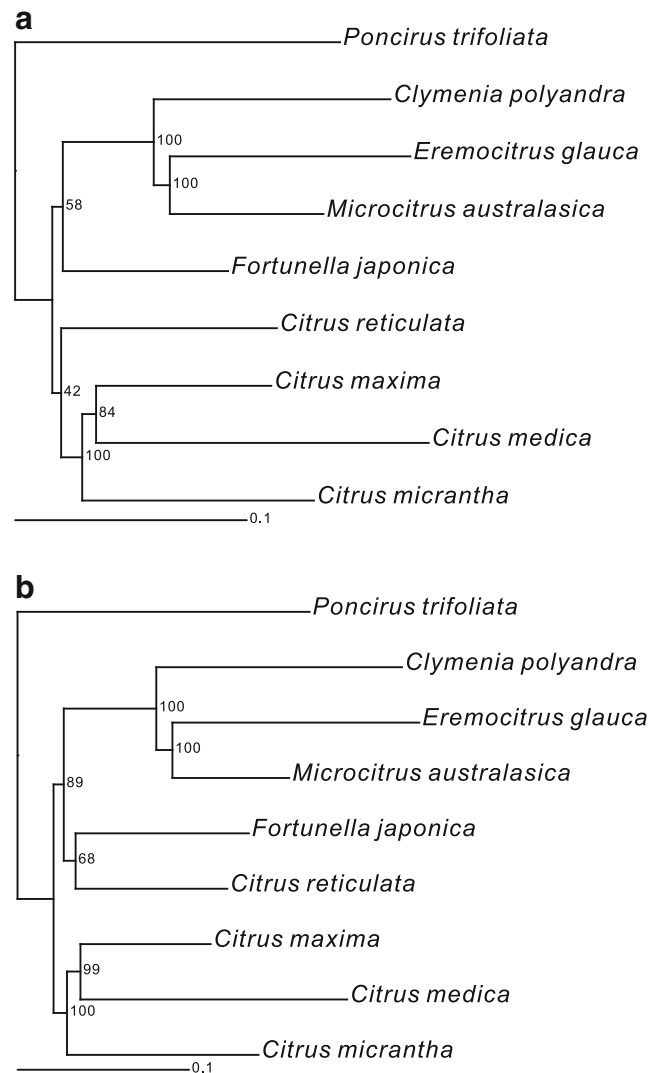 a
Poncirus trifoliata
Clymenia polyandra
100
Eremocitrus glauca
100
Microcitrus australasica
58
Fortunella japonica
Citrus reticulata
Citrus maxima
42
84
Citrus medica
100
Citrus micrantha
0.1
b
Poncirus trifoliata
Clymenia polyandra
100
Eremocitrus glauca
100
Microcitrus australasica
89
Fortunella japonica
68
Citrus reticulata
Citrus maxima
99
Citrus medica
100
Citrus micrantha
0.1